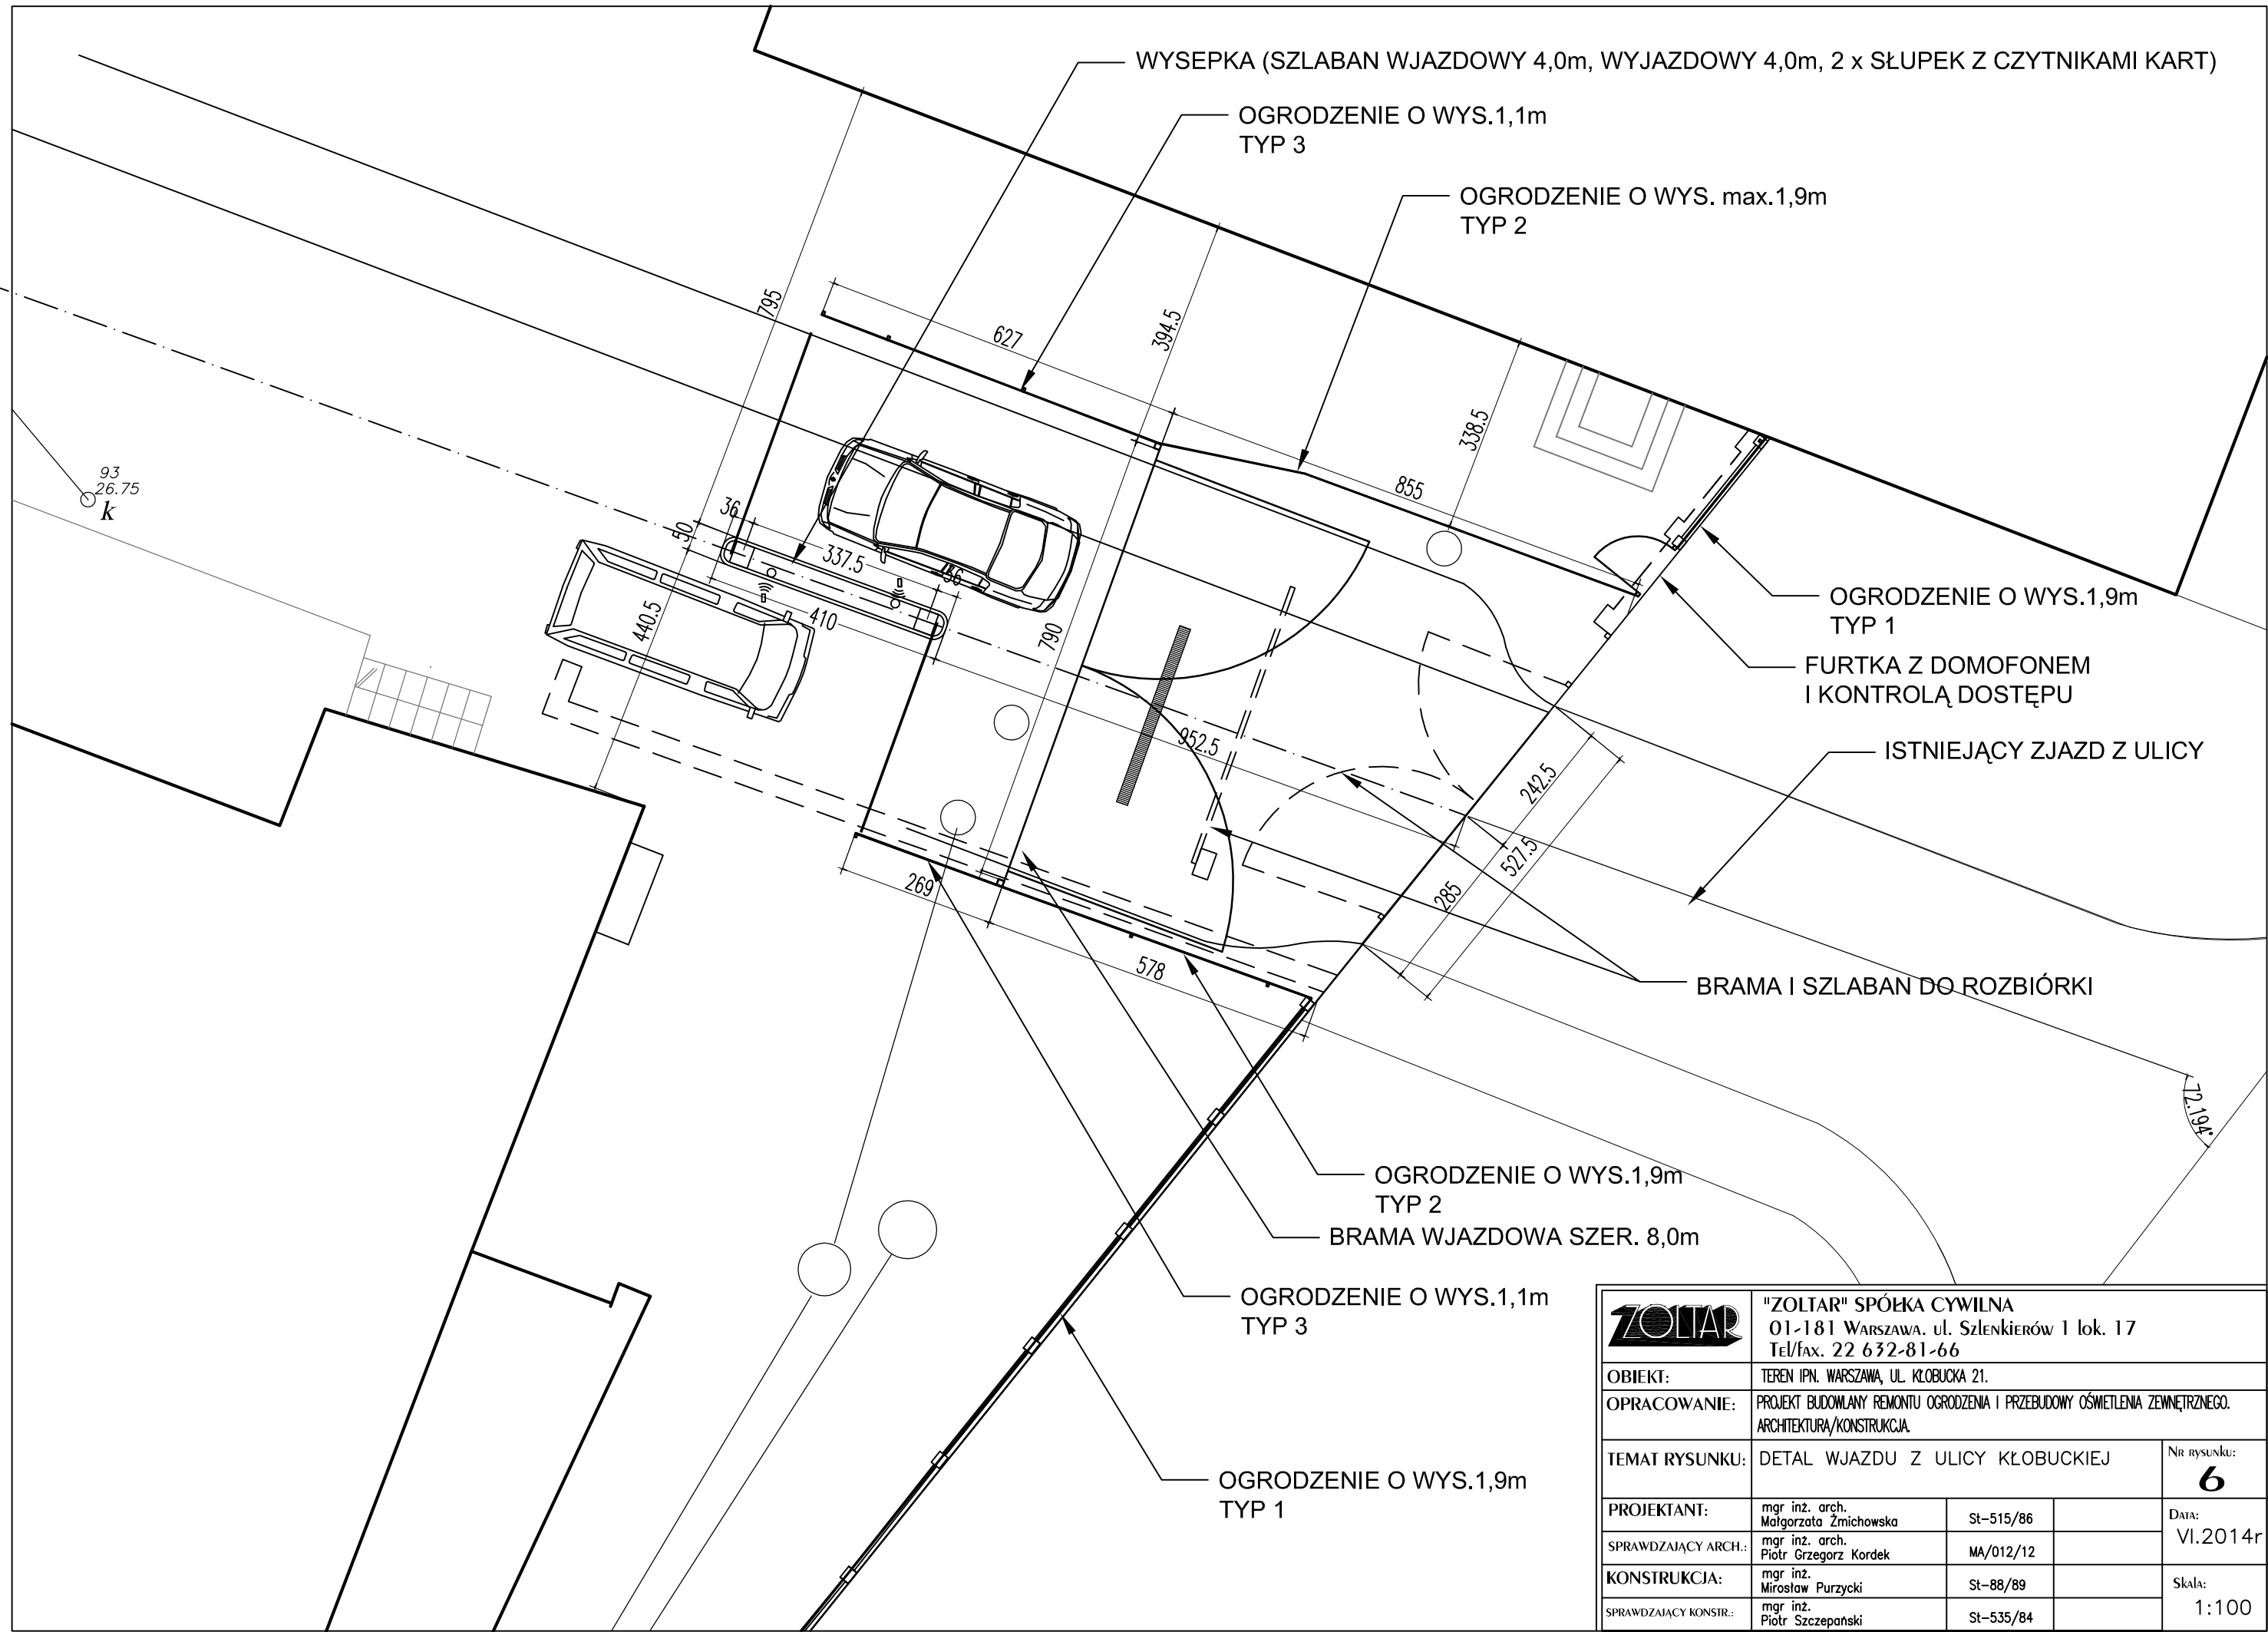 WYSEPKA (SZLABAN WJAZDOWY 4,0m, WYJAZDOWY 4,0m, 2 x SŁUPEK Z CZYTNIKAMI KART)
OGRODZENIE O WYS.1,1m
TYP 3
OGRODZENIE O WYS. max.1,9m
TYP 2
795
627
394.5
338.5
855
93
26.75
k
36
50
337.5
36
440.5
410
790
952.5
OGRODZENIE O WYS.1,9m
TYP 1
FURTKA Z DOMOFONEM
I KONTROLĄ DOSTĘPU
ISTNIEJĄCY ZJAZD Z ULICY
242.5
527.5
285
269
578
BRAMA I SZLABAN DO ROZBIÓRKI
72.194°
OGRODZENIE O WYS.1,9m
TYP 2
BRAMA WJAZDOWA SZER. 8,0m
OGRODZENIE O WYS.1,1m
TYP 3
OGRODZENIE O WYS.1,9m
TYP 1
ZOLTAR
"ZOLTAR" SPÓŁKA CYWILNA
01-181 Warszawa. ul. Szlenkierów 1 lok. 17
Tel/fax. 22 632-81-66
OBIEKT:
TEREN IPN. WARSZAWA, UL. KŁOBUCKA 21.
OPRACOWANIE:
PROJEKT BUDOWLANY REMONTU OGRODZENIA I PRZEBUDOWY OŚWIETLENIA ZEWNĘTRZNEGO.
ARCHITEKTURA/KONSTRUKCJA.
TEMAT RYSUNKU:
DETAL WJAZDU Z ULICY KŁOBUCKIEJ
Nr rysunku:
6
PROJEKTANT:
mgr inż. arch.
Małgorzata Żmichowska
St-515/86
Data:
VI.2014r
SPRAWDZAJĄCY ARCH.:
mgr inż. arch.
Piotr Grzegorz Kordek
MA/012/12
KONSTRUKCJA:
mgr inż.
Mirosław Purzycki
St-88/89
Skala:
1:100
SPRAWDZAJĄCY KONSTR.:
mgr inż.
Piotr Szczepański
St-535/84